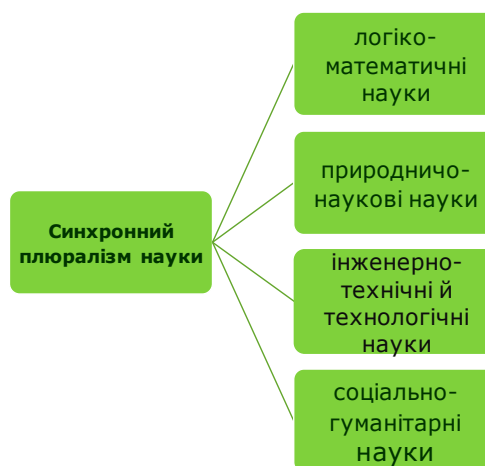 логіко-
математичні
науки
природничо-
наукові науки
Синхронний
плюралізм науки
інженерно-
технічні й
технологічні
науки
соціально-
гуманітарні
науки